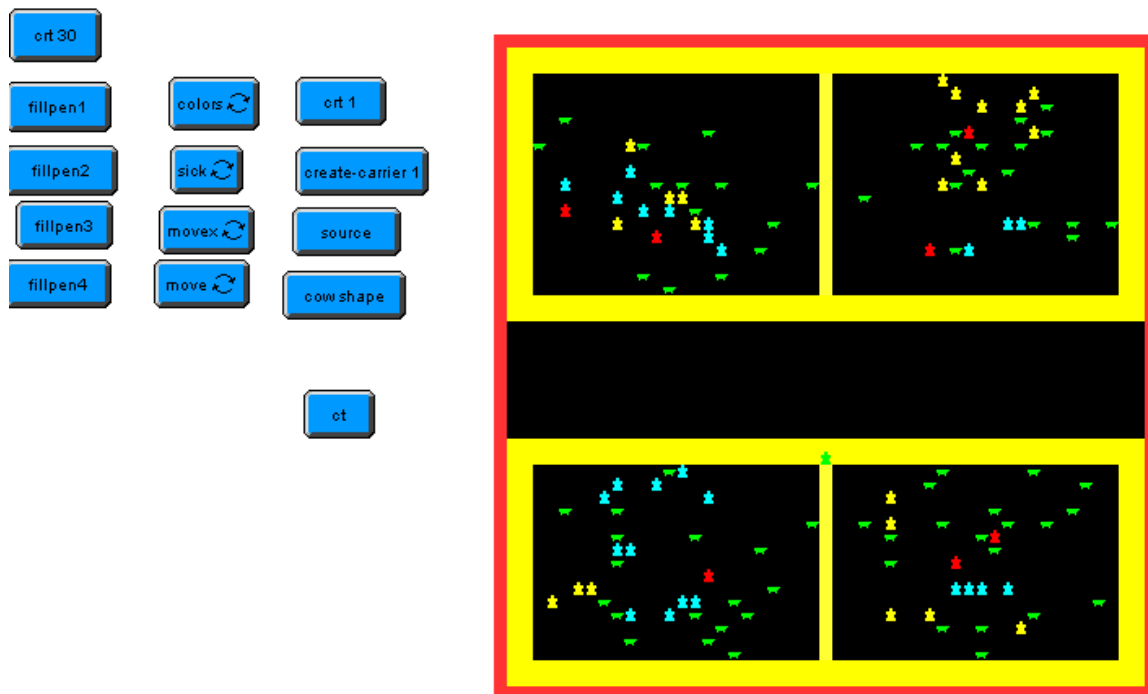 crt 30
fillpen1
colors
crt 1
fillpen2
sick
create-carrier 1
fillpen3
movex
source
fillpen4
move
cow shape
ct